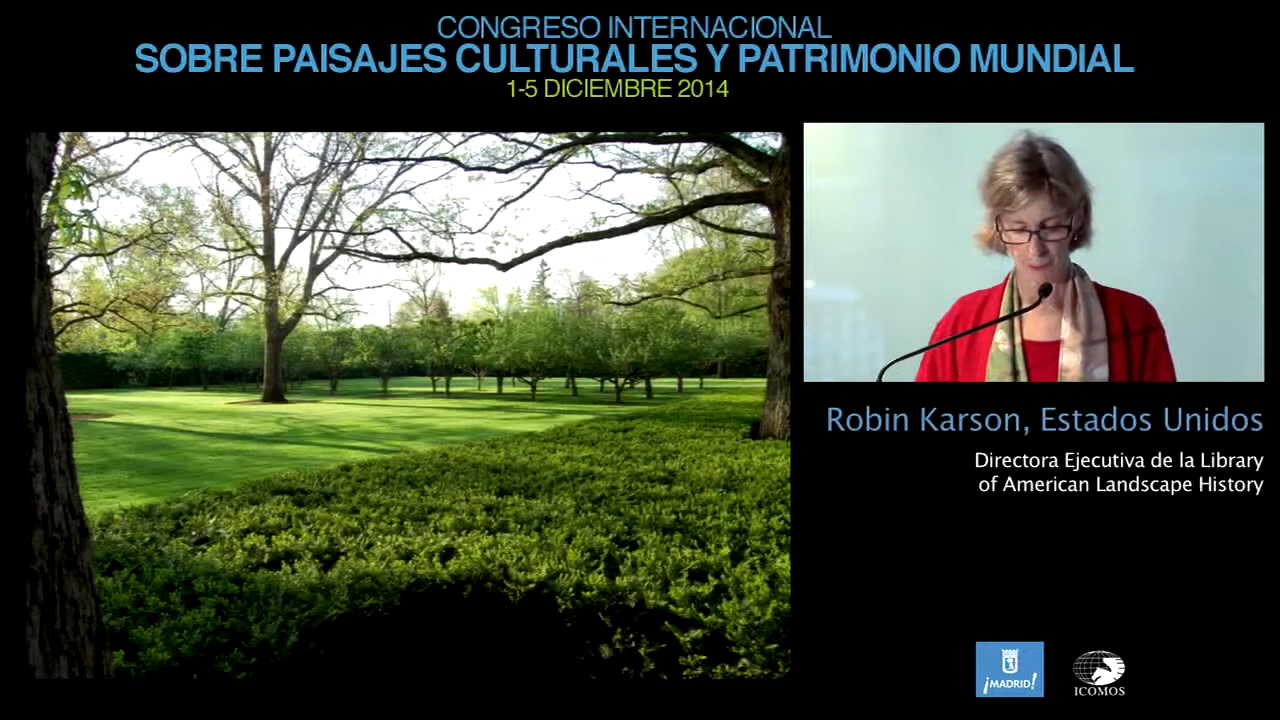 CONGRESO INTERNACIONAL
SOBRE PAISAJES CULTURALES Y PATRIMONIO MUNDIAL
1-5 DICIEMBRE 2014
Robin Karson, Estados Unidos
Directora Ejecutiva de la Library
of American Landscape History
¡MADRID!
ICOMOS